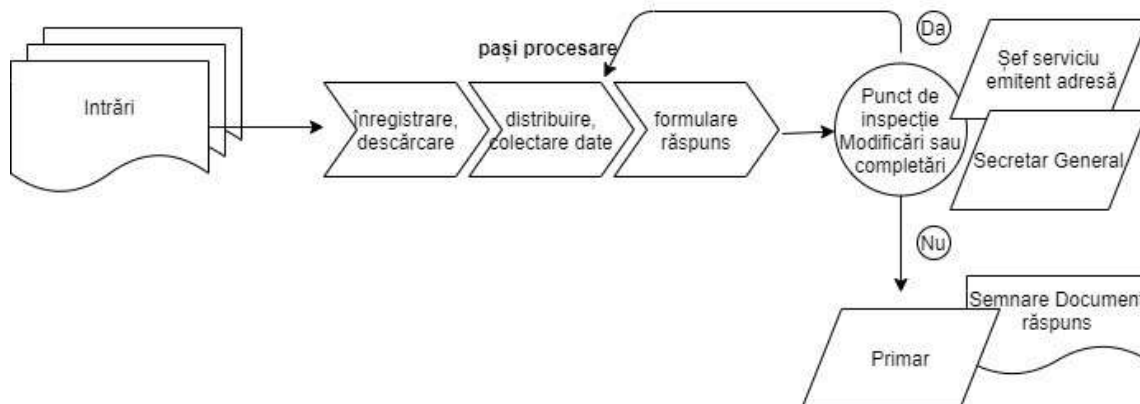 pași procesare
Da
Șef serviciu
emitent adresă
Intrări
înregistrare,
descărcare
distribuire,
colectare date
formulare
răspuns
Punct de
inspecție
Modificări sau
completări
Secretar General
Nu
Semnare Document
răspuns
Primar